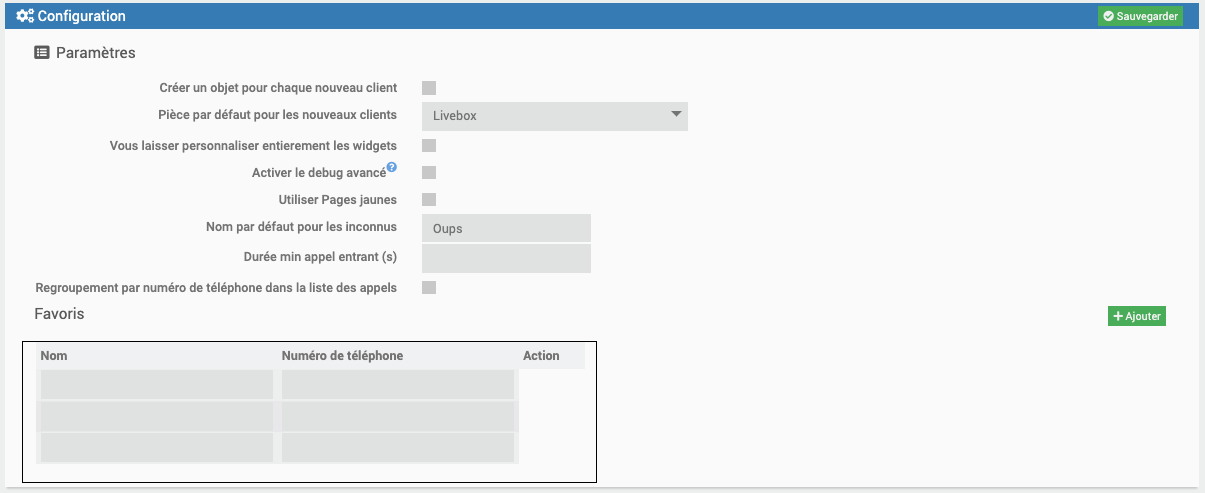 Configuration Sauvegarder
Paramètres
Créer un objet pour chaque nouveau client
Pièce par défaut pour les nouveaux clients Livebox
Vous laisser personnaliser entierement les widgets
Activer le debug avancé ?
Utiliser Pages jaunes
Nom par défaut pour les inconnus Oups
Durée min appel entrant (s)
Regroupement par numéro de téléphone dans la liste des appels
Favoris + Ajouter
Nom Numéro de téléphone Action